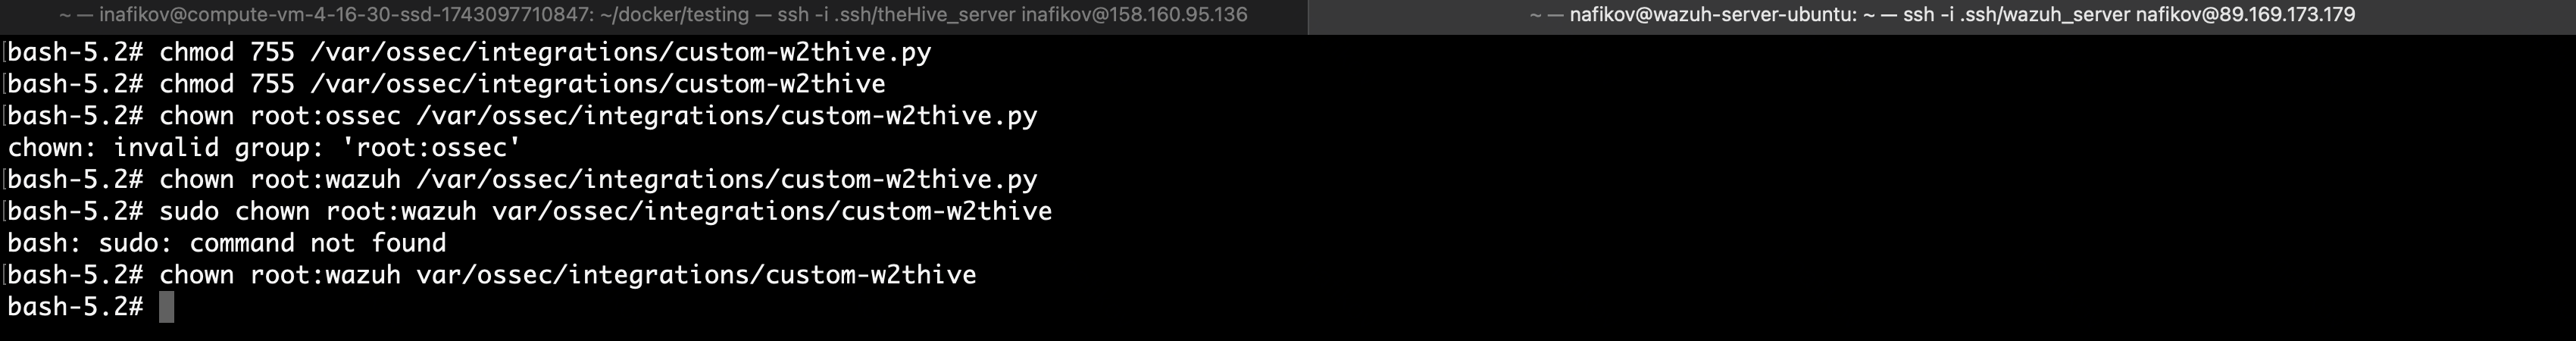 ~ — inafikov@compute-vm-4-16-30-ssd-1743097710847: ~/docker/testing — ssh -i .ssh/theHive_server inafikov@158.160.95.136
~ — nafikov@wazuh-server-ubuntu: ~ — ssh -i .ssh/wazuh_server nafikov@89.169.173.179
[bash-5.2# chmod 755 /var/ossec/integrations/custom-w2thive.py
[bash-5.2# chmod 755 /var/ossec/integrations/custom-w2thive
[bash-5.2# chown root:ossec /var/ossec/integrations/custom-w2thive.py
chown: invalid group: 'root:ossec'
[bash-5.2# chown root:wazuh /var/ossec/integrations/custom-w2thive.py
[bash-5.2# sudo chown root:wazuh var/ossec/integrations/custom-w2thive
bash: sudo: command not found
[bash-5.2# chown root:wazuh var/ossec/integrations/custom-w2thive
bash-5.2#